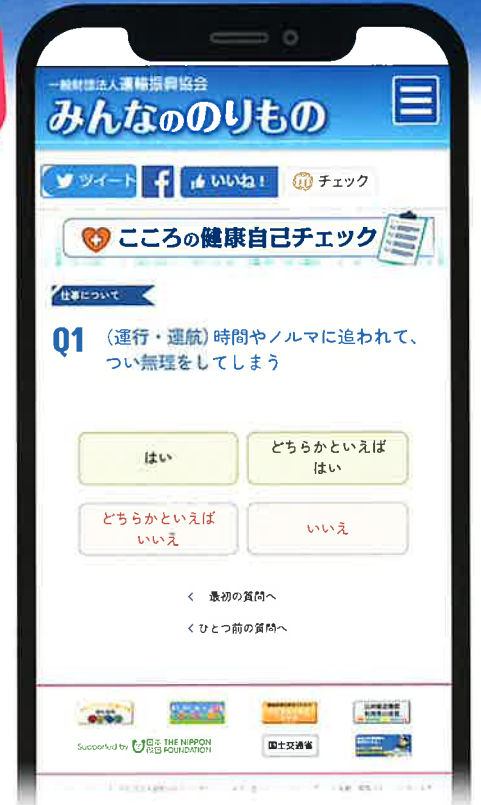 一般財団法人運輸振興協会
みんなののりもの
ツイート
いいね！
チェック
こころの健康自己チェック
仕事について
Q1 （運行・運航）時間やノルマに追われて、
つい無理をしてしまう
はい
どちらかといえば
はい
どちらかといえば
いいえ
いいえ
< 最初の質問へ
< ひとつ前の質問へ
Supported by 日本財団 THE NIPPON FOUNDATION
国土交通省